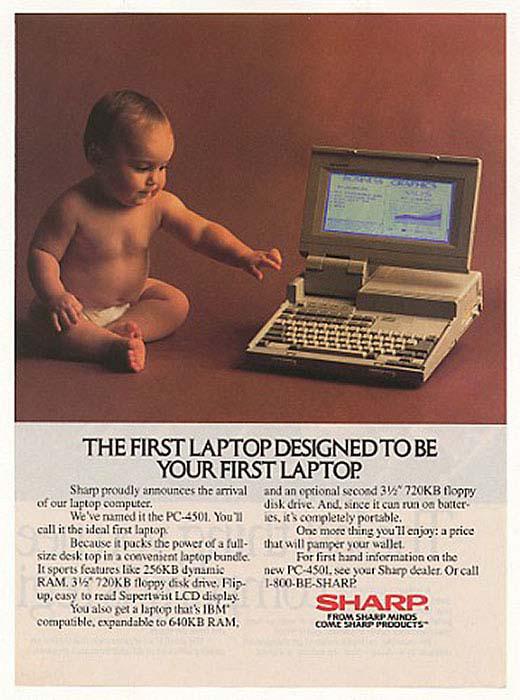 BUSINESS GRAPHICS
THE FIRST LAPTOP DESIGNED TO BE
YOUR FIRST LAPTOP.
Sharp proudly announces the arrival
of our laptop computer.
We've named it the PC-4501. You'll
call it the ideal first laptop.
Because it packs the power of a full-
size desk top in a convenient laptop bundle.
It sports features like 256KB dynamic
RAM. 3½" 720KB floppy disk drive. Flip-
up, easy to read Supertwist LCD display.
You also get a laptop that's IBM®
compatible, expandable to 640KB RAM,
and an optional second 3½" 720KB floppy
disk drive. And, since it can run on batter-
ies, it's completely portable.
One more thing you'll enjoy: a price
that will pamper your wallet.
For first hand information on the
new PC-4501, see your Sharp dealer. Or call
1-800-BE-SHARP.
SHARP®
FROM SHARP MINDS
COME SHARP PRODUCTS™